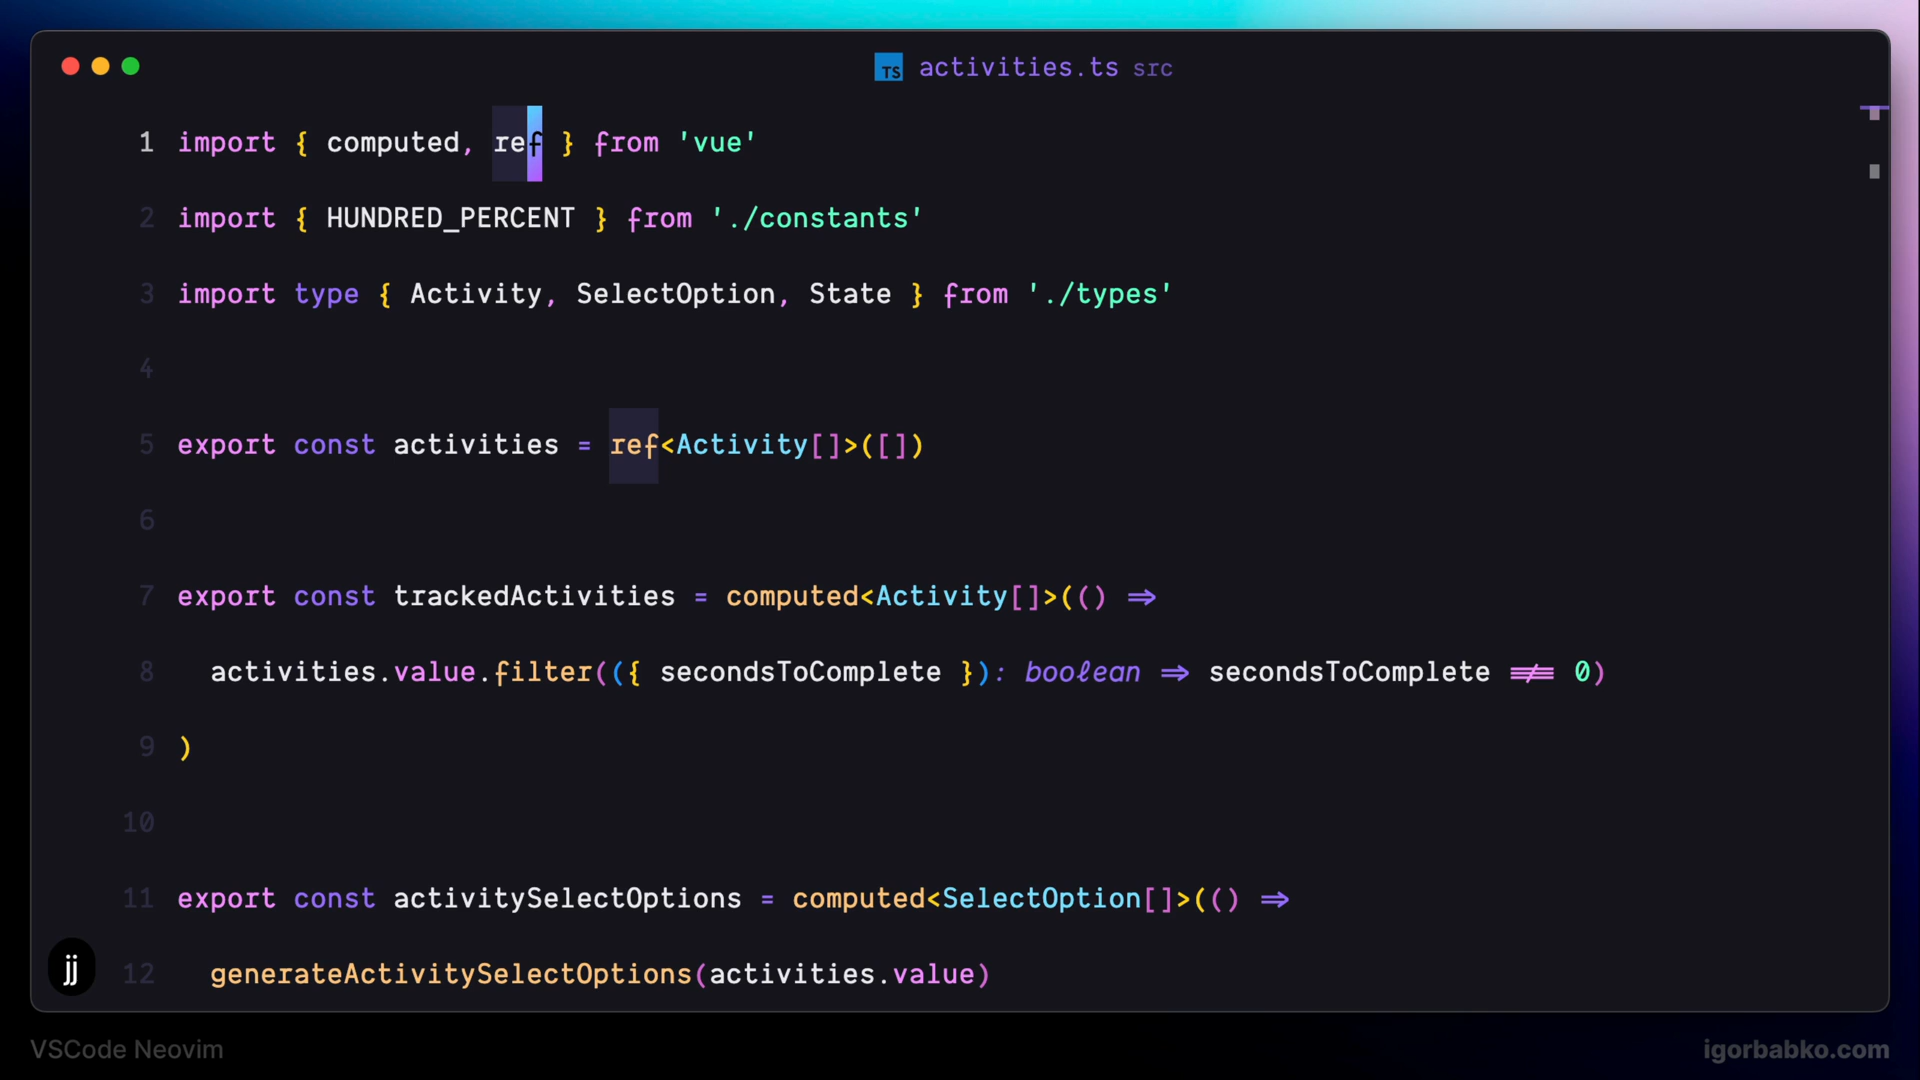 TS activities.ts src
1 import { computed, ref } from 'vue'
2 import { HUNDRED_PERCENT } from './constants'
3 import type { Activity, SelectOption, State } from './types'
4
5 export const activities = ref<Activity[]>([])
6
7 export const trackedActivities = computed<Activity[]>(() =>
8 activities.value.filter(({ secondsToComplete }): boolean => secondsToComplete !== 0)
9 )
10
11 export const activitySelectOptions = computed<SelectOption[]>(() =>
12 generateActivitySelectOptions(activities.value)
jj
VSCode Neovim
igorbabko.com